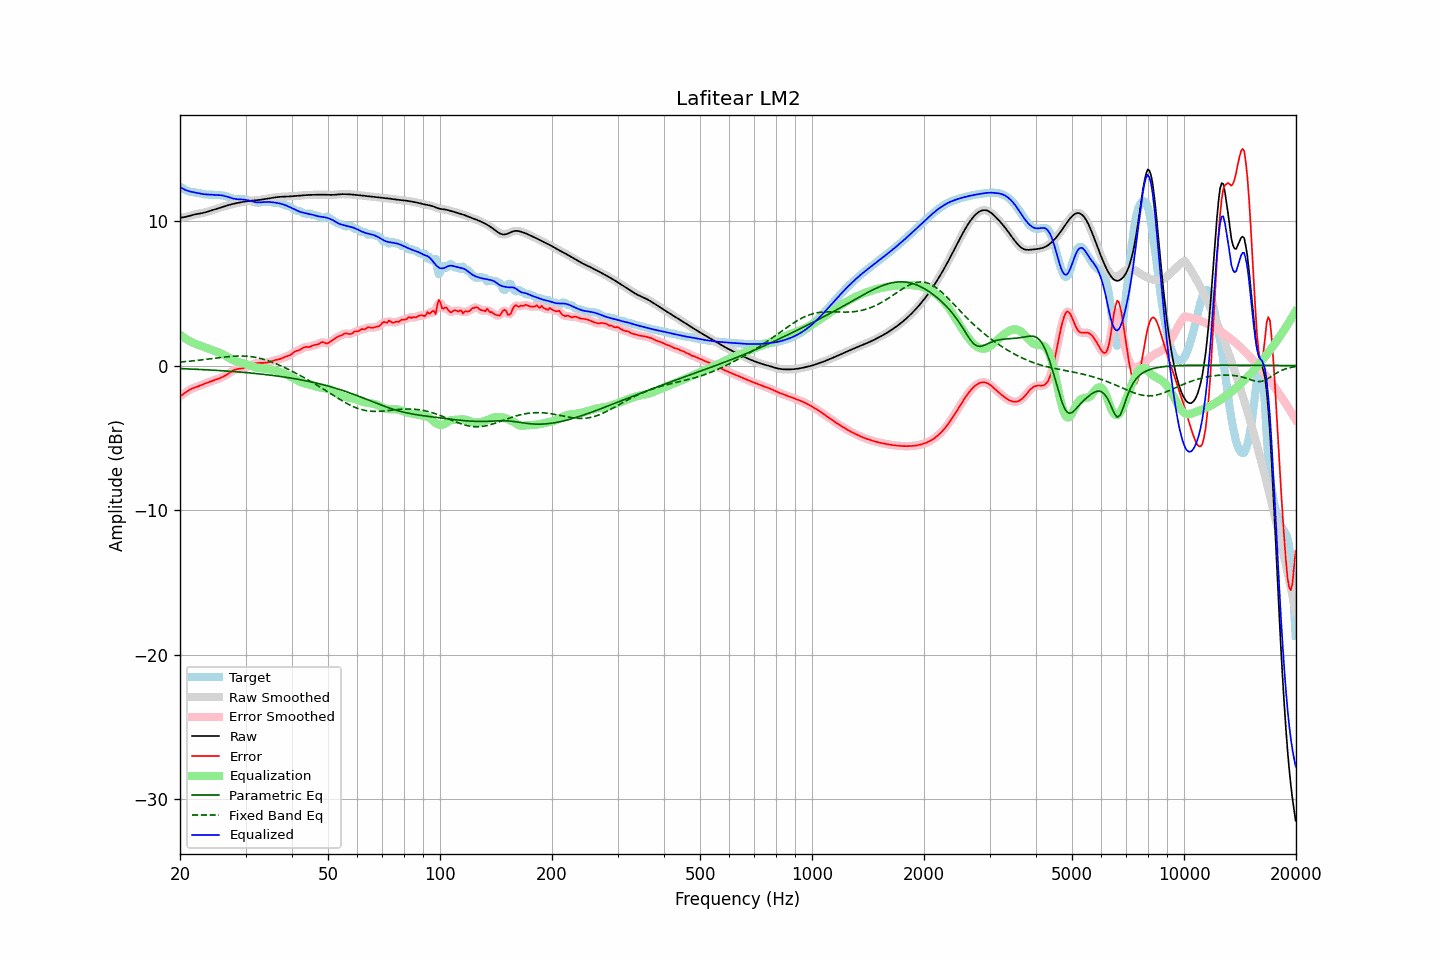 Lafitear LM2
10
0
−10
−20
−30
Amplitude (dBr)
Target
Raw Smoothed
Error Smoothed
Raw
Error
Equalization
Parametric Eq
Fixed Band Eq
Equalized
20 50 100 200 500 1000 2000 5000 10000 20000
Frequency (Hz)